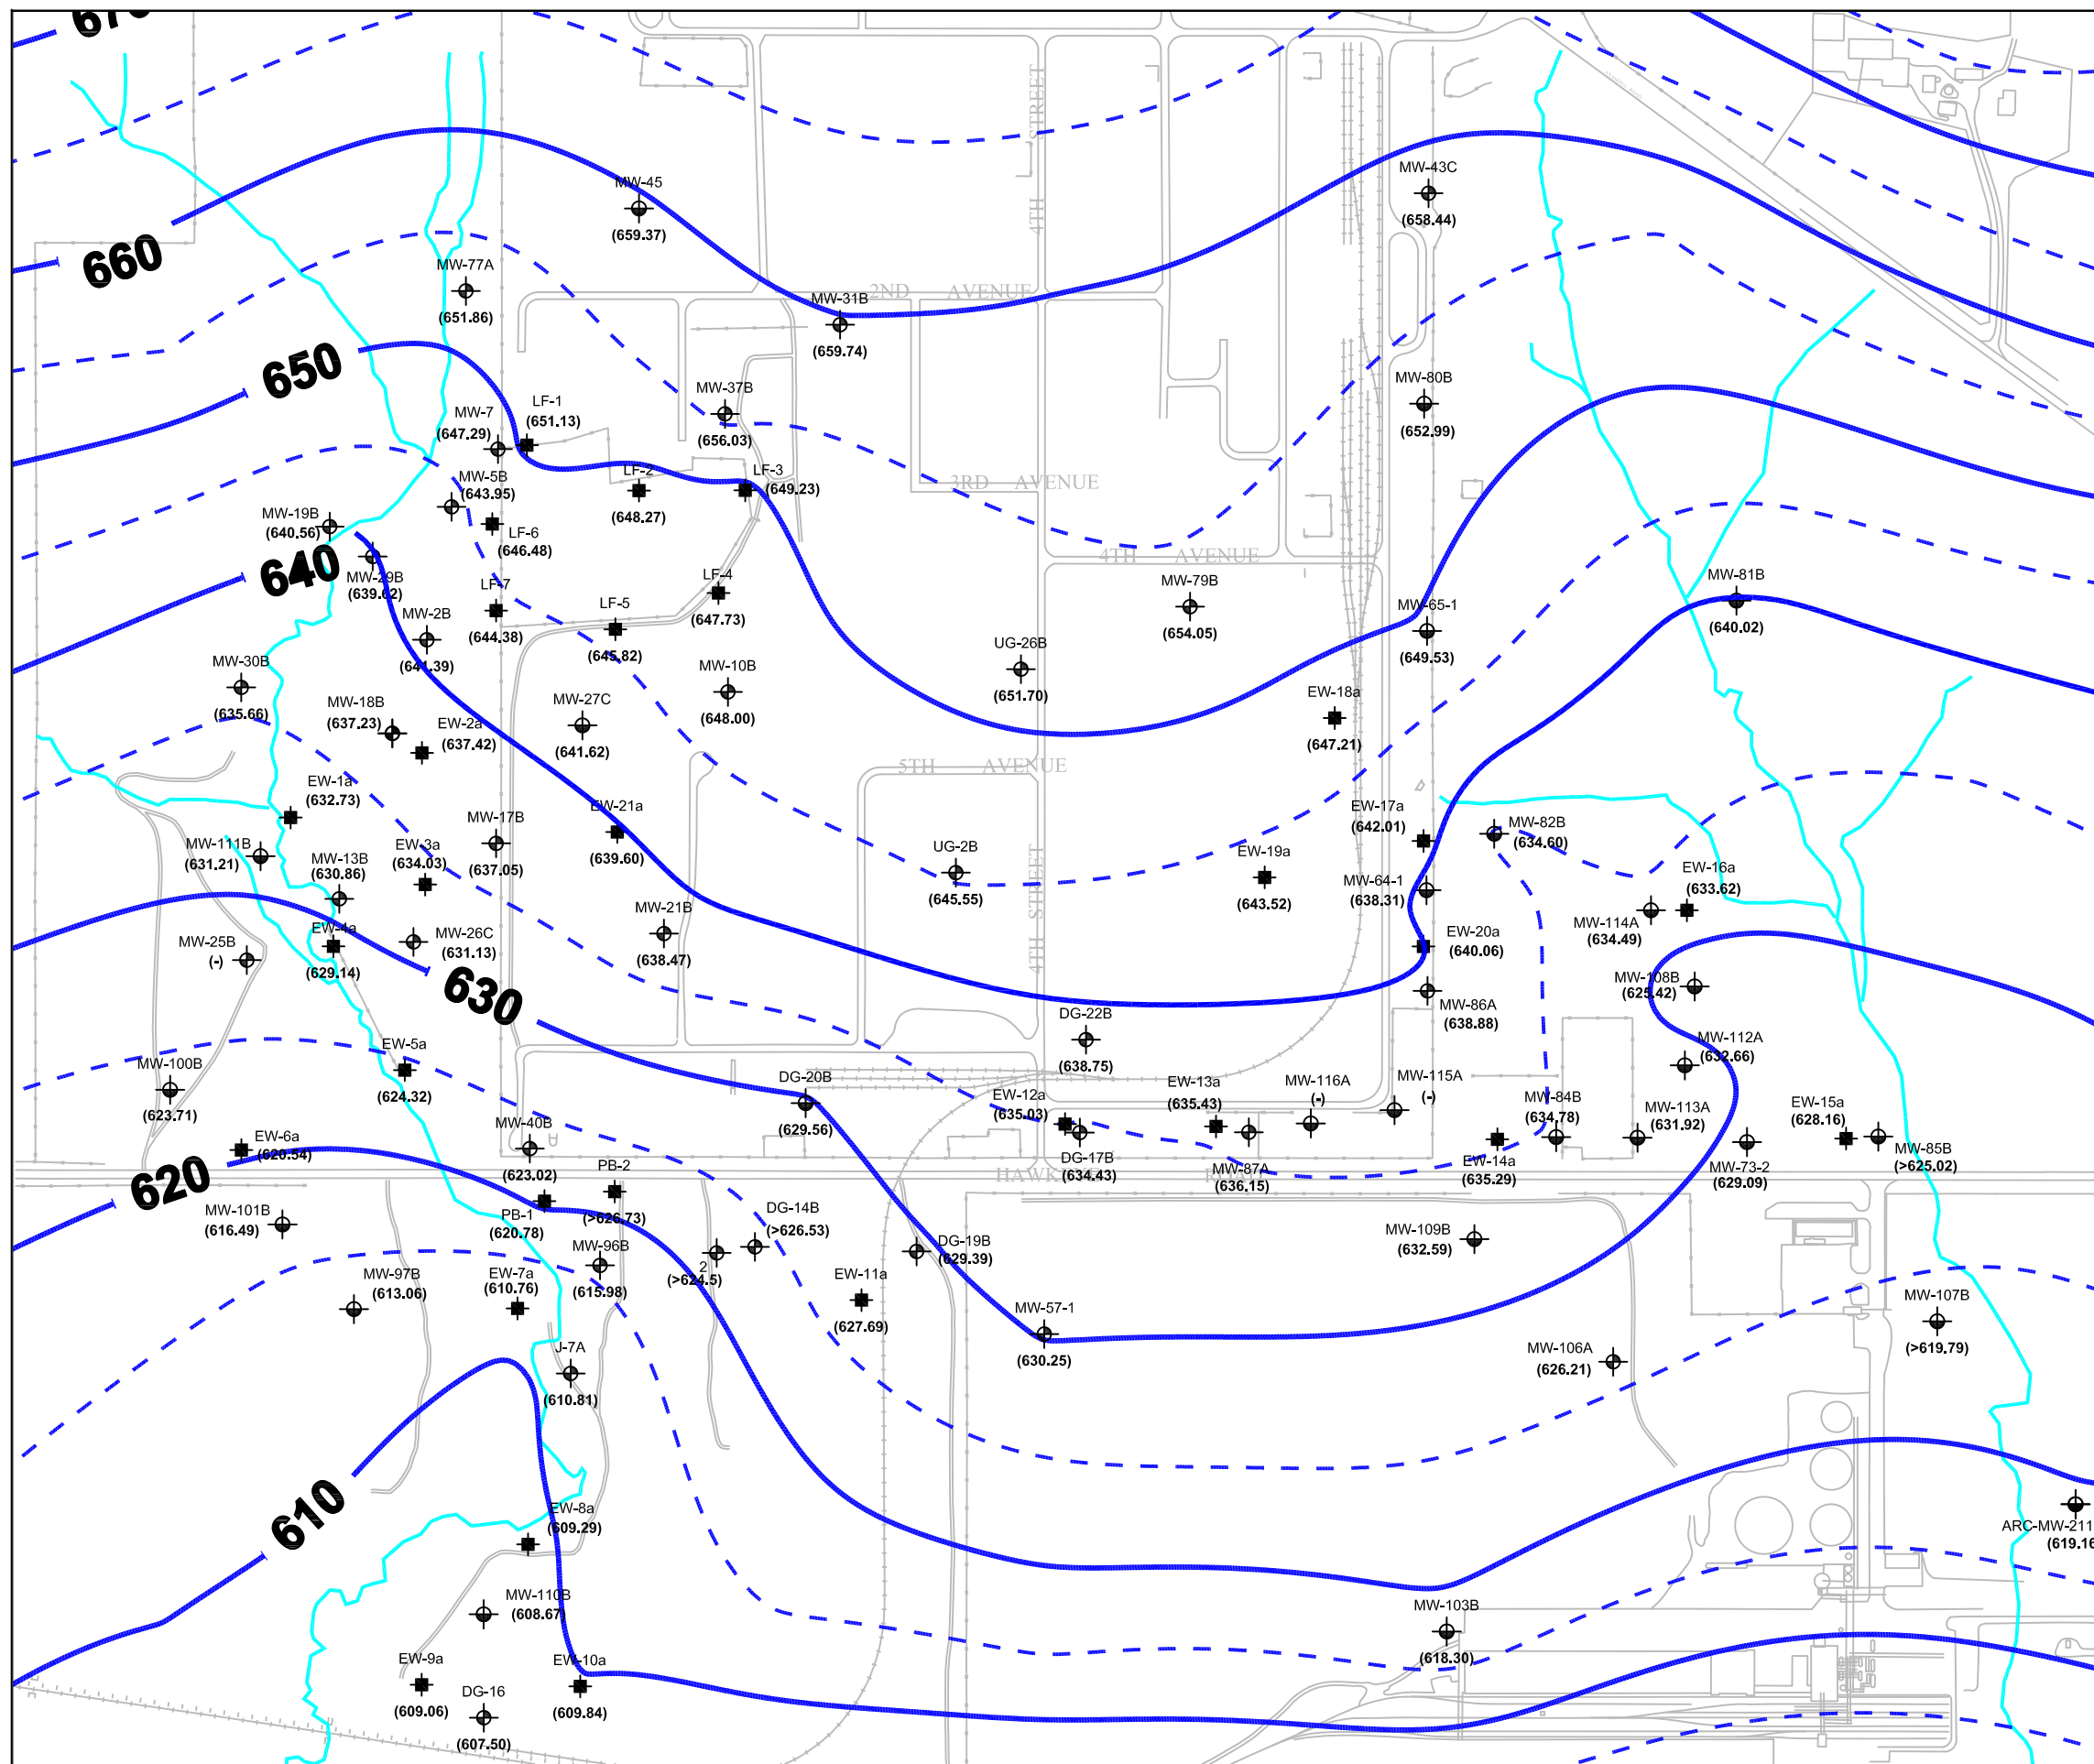 670
4TH STREET
MW-43C
(658.44)
MW-45
(659.37)
660
MW-77A
(651.86)
2ND AVENUE
MW-31B
(659.74)
650
MW-37B
(656.03)
MW-80B
(652.99)
LF-1
(651.13)
MW-7
(647.29)
MW-5B
(643.95)
LF-2
(648.27)
LF-3
(649.23)
3RD AVENUE
MW-19B
(640.56)
LF-6
(646.48)
640
MW-29B
(639.62)
4TH AVENUE
LF-7
(644.38)
LF-4
(647.73)
LF-5
(645.82)
MW-79B
(654.05)
MW-65-1
(649.53)
MW-81B
(640.02)
MW-2B
(641.39)
UG-26B
(651.70)
MW-30B
(635.66)
MW-10B
(648.00)
MW-18B
(637.23)
EW-2a
(637.42)
MW-27C
(641.62)
EW-18a
(647.21)
5TH AVENUE
EW-1a
(632.73)
EW-21a
(639.60)
MW-17B
(637.05)
EW-17a
(642.01)
MW-82B
(634.60)
MW-111B
(631.21)
MW-13B
(630.86)
EW-3a
(634.03)
UG-2B
(645.55)
EW-19a
(643.52)
MW-64-1
(638.31)
EW-16a
(633.62)
4TH STREET
MW-21B
(638.47)
MW-114A
(634.49)
MW-25B
(-)
EW-4a
(629.14)
MW-26C
(631.13)
EW-20a
(640.06)
630
MW-108B
(625.42)
MW-86A
(638.88)
DG-22B
(638.75)
MW-112A
(632.66)
EW-5a
(624.32)
MW-100B
(623.71)
DG-20B
(629.56)
EW-12a
(635.03)
EW-13a
(635.43)
MW-116A
(-)
MW-115A
(-)
MW-84B
(634.78)
MW-113A
(631.92)
EW-15a
(628.16)
EW-6a
(620.54)
MW-40B
(623.02)
DG-17B
(634.43)
MW-87A
(636.15)
EW-14a
(635.29)
MW-73-2
(629.09)
MW-85B
(>625.02)
620
PB-2
(>626.73)
PB-1
(620.78)
MW-101B
(616.49)
DG-14B
(>626.53)
MW-109B
(632.59)
MW-96B
(615.98)
2
(>624.5)
DG-19B
(629.39)
MW-97B
(613.06)
EW-7a
(610.76)
EW-11a
(627.69)
MW-57-1
(630.25)
MW-107B
(>619.79)
J-7A
(610.81)
MW-106A
(626.21)
610
EW-8a
(609.29)
ARC-MW-211
(619.16
MW-110B
(608.67)
MW-103B
(618.30)
EW-9a
(609.06)
EW-10a
(609.84)
DG-16
(607.50)